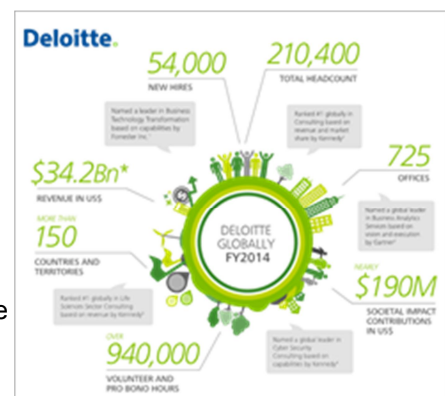 Deloitte.
54,000
NEW HIRES
210,400
TOTAL HEADCOUNT
Named a leader in Business
Technology Transformation
based on capabilities by
Forrester Inc.
Ranked #1 globally in
Consulting based on
revenue and market
share by Kennedy
$34.2Bn*
REVENUE IN US$
725
OFFICES
DELOITTE
GLOBALLY
FY2014
Named a global leader
in Business Analytics
Services based on
vision and execution
by Gartner
MORE THAN
150
COUNTRIES AND
TERRITORIES
NEARLY
$190M
SOCIETAL IMPACT
CONTRIBUTIONS
IN US$
Ranked #1 globally in Life
Sciences Sector Consulting
based on revenue by Kennedy
e
Named a global leader in
Cyber Security
Consulting based on
capabilities by Kennedy
OVER
940,000
VOLUNTEER AND
PRO BONO HOURS